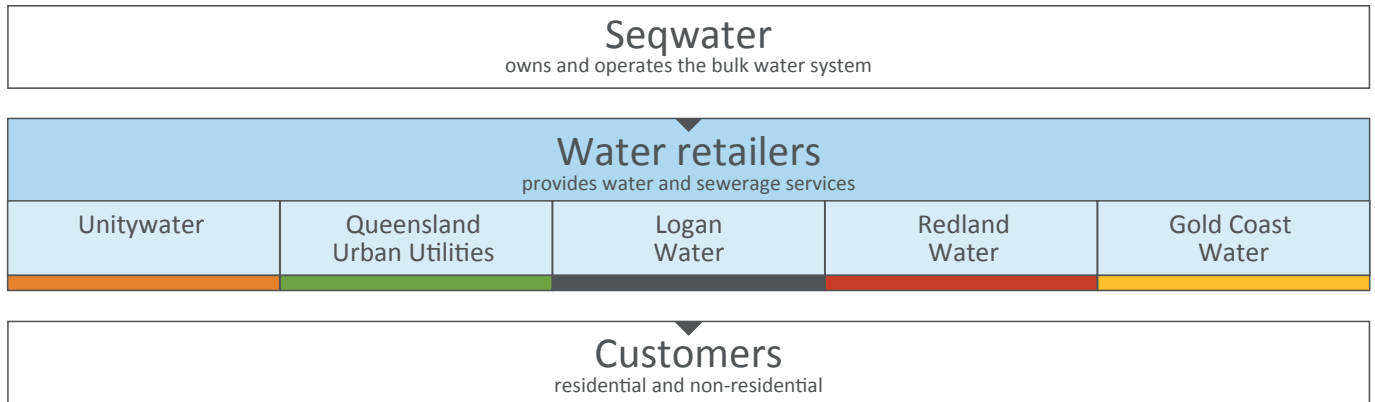 Seqwater
owns and operates the bulk water system
Water retailers
provides water and sewerage services
Unitywater
Queensland
Urban Utilities
Logan
Water
Redland
Water
Gold Coast
Water
Customers
residential and non-residential